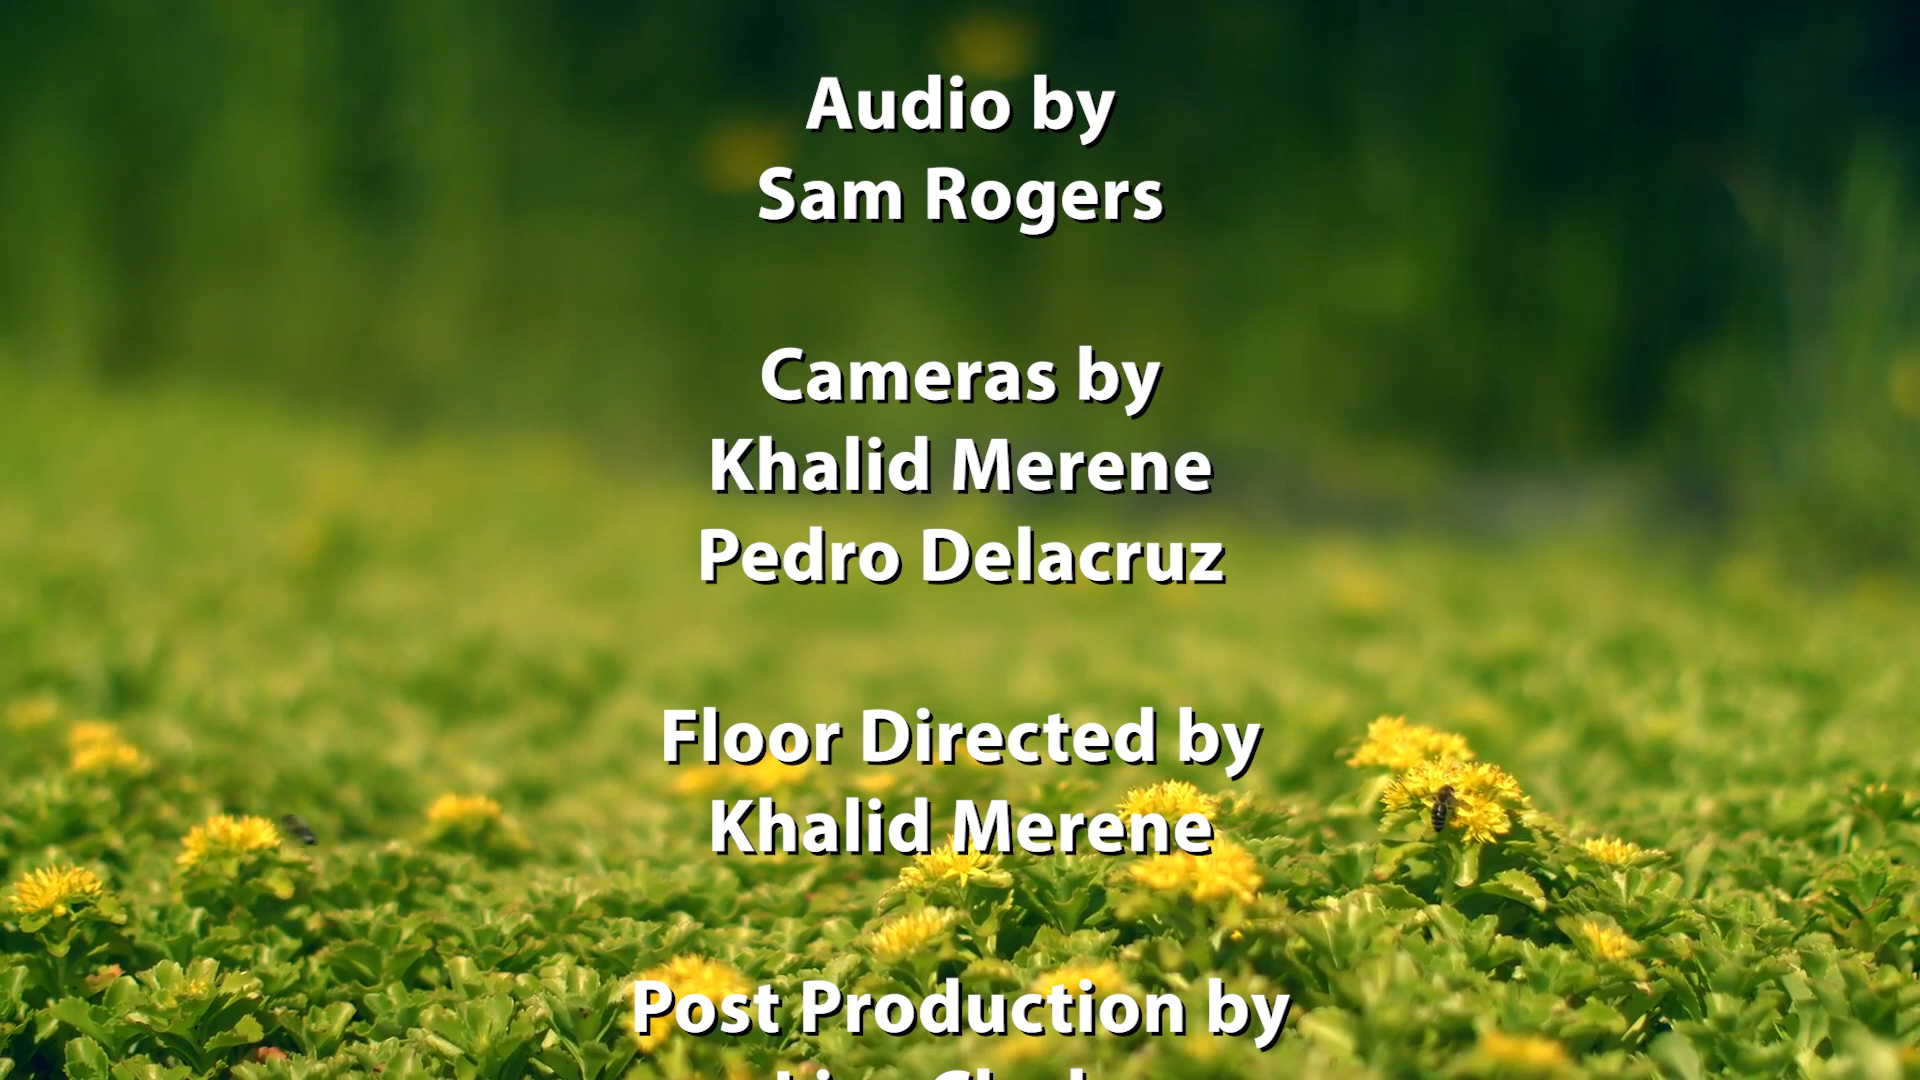 Audio by
Sam Rogers
Cameras by
Khalid Merene
Pedro Delacruz
Floor Directed by
Khalid Merene
Post Production by